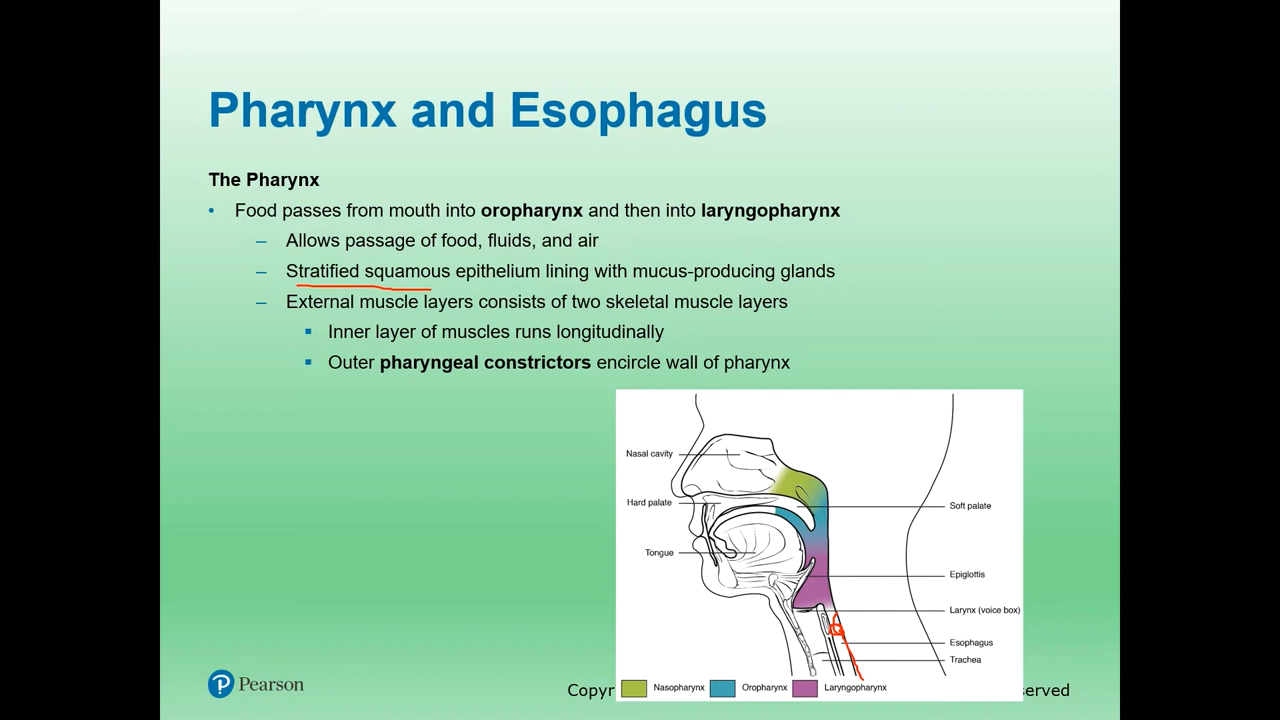 Pharynx and Esophagus
The Pharynx
• Food passes from mouth into oropharynx and then into laryngopharynx
– Allows passage of food, fluids, and air
– Stratified squamous epithelium lining with mucus-producing glands
– External muscle layers consists of two skeletal muscle layers
▪ Inner layer of muscles runs longitudinally
▪ Outer pharyngeal constrictors encircle wall of pharynx
Nasal cavity
Hard palate
Soft palate
Tongue
Epiglottis
Larynx (voice box)
Esophagus
Trachea
Nasopharynx Oropharynx Laryngopharynx
P Pearson
Copyr served